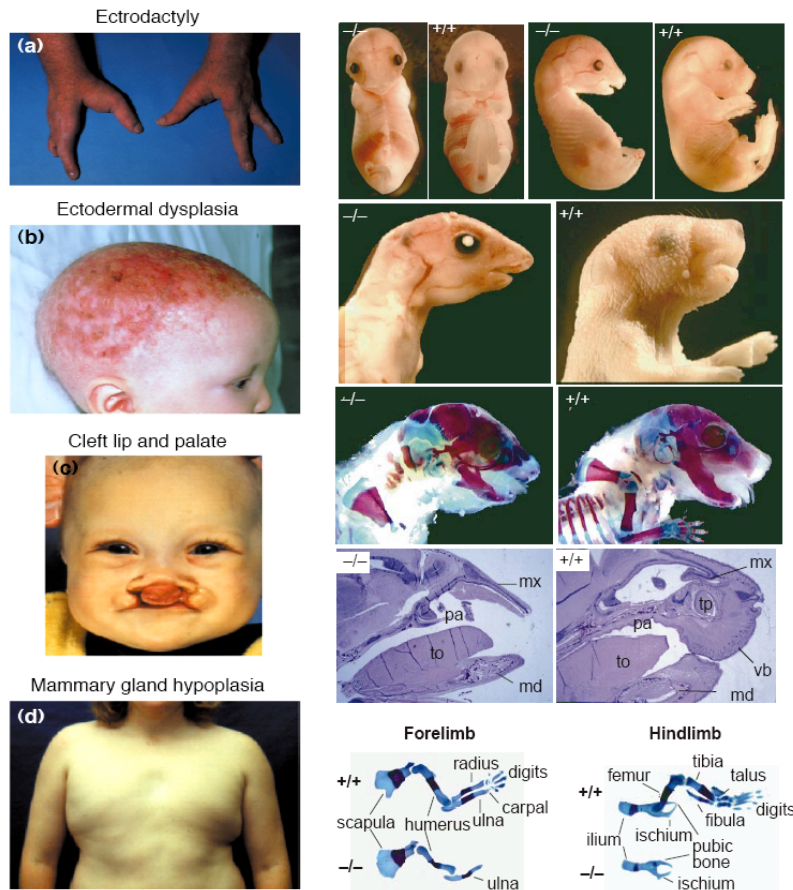 Ectrodactyly
(a)
Ectodermal dysplasia
(b)
Cleft lip and palate
(c)
Mammary gland hypoplasia
(d)
–/– +/+ –/– +/+
–/– +/+
–/– +/+
–/– mx pa to md
+/+ mx tp pa to vb md
Forelimb
radius
digits
+/+
carpal
scapula humerus ulna
–/–
ulna
Hindlimb
tibia
femur talus
+/+
digits
fibula
ilium ischium pubic
bone
–/–
ischium